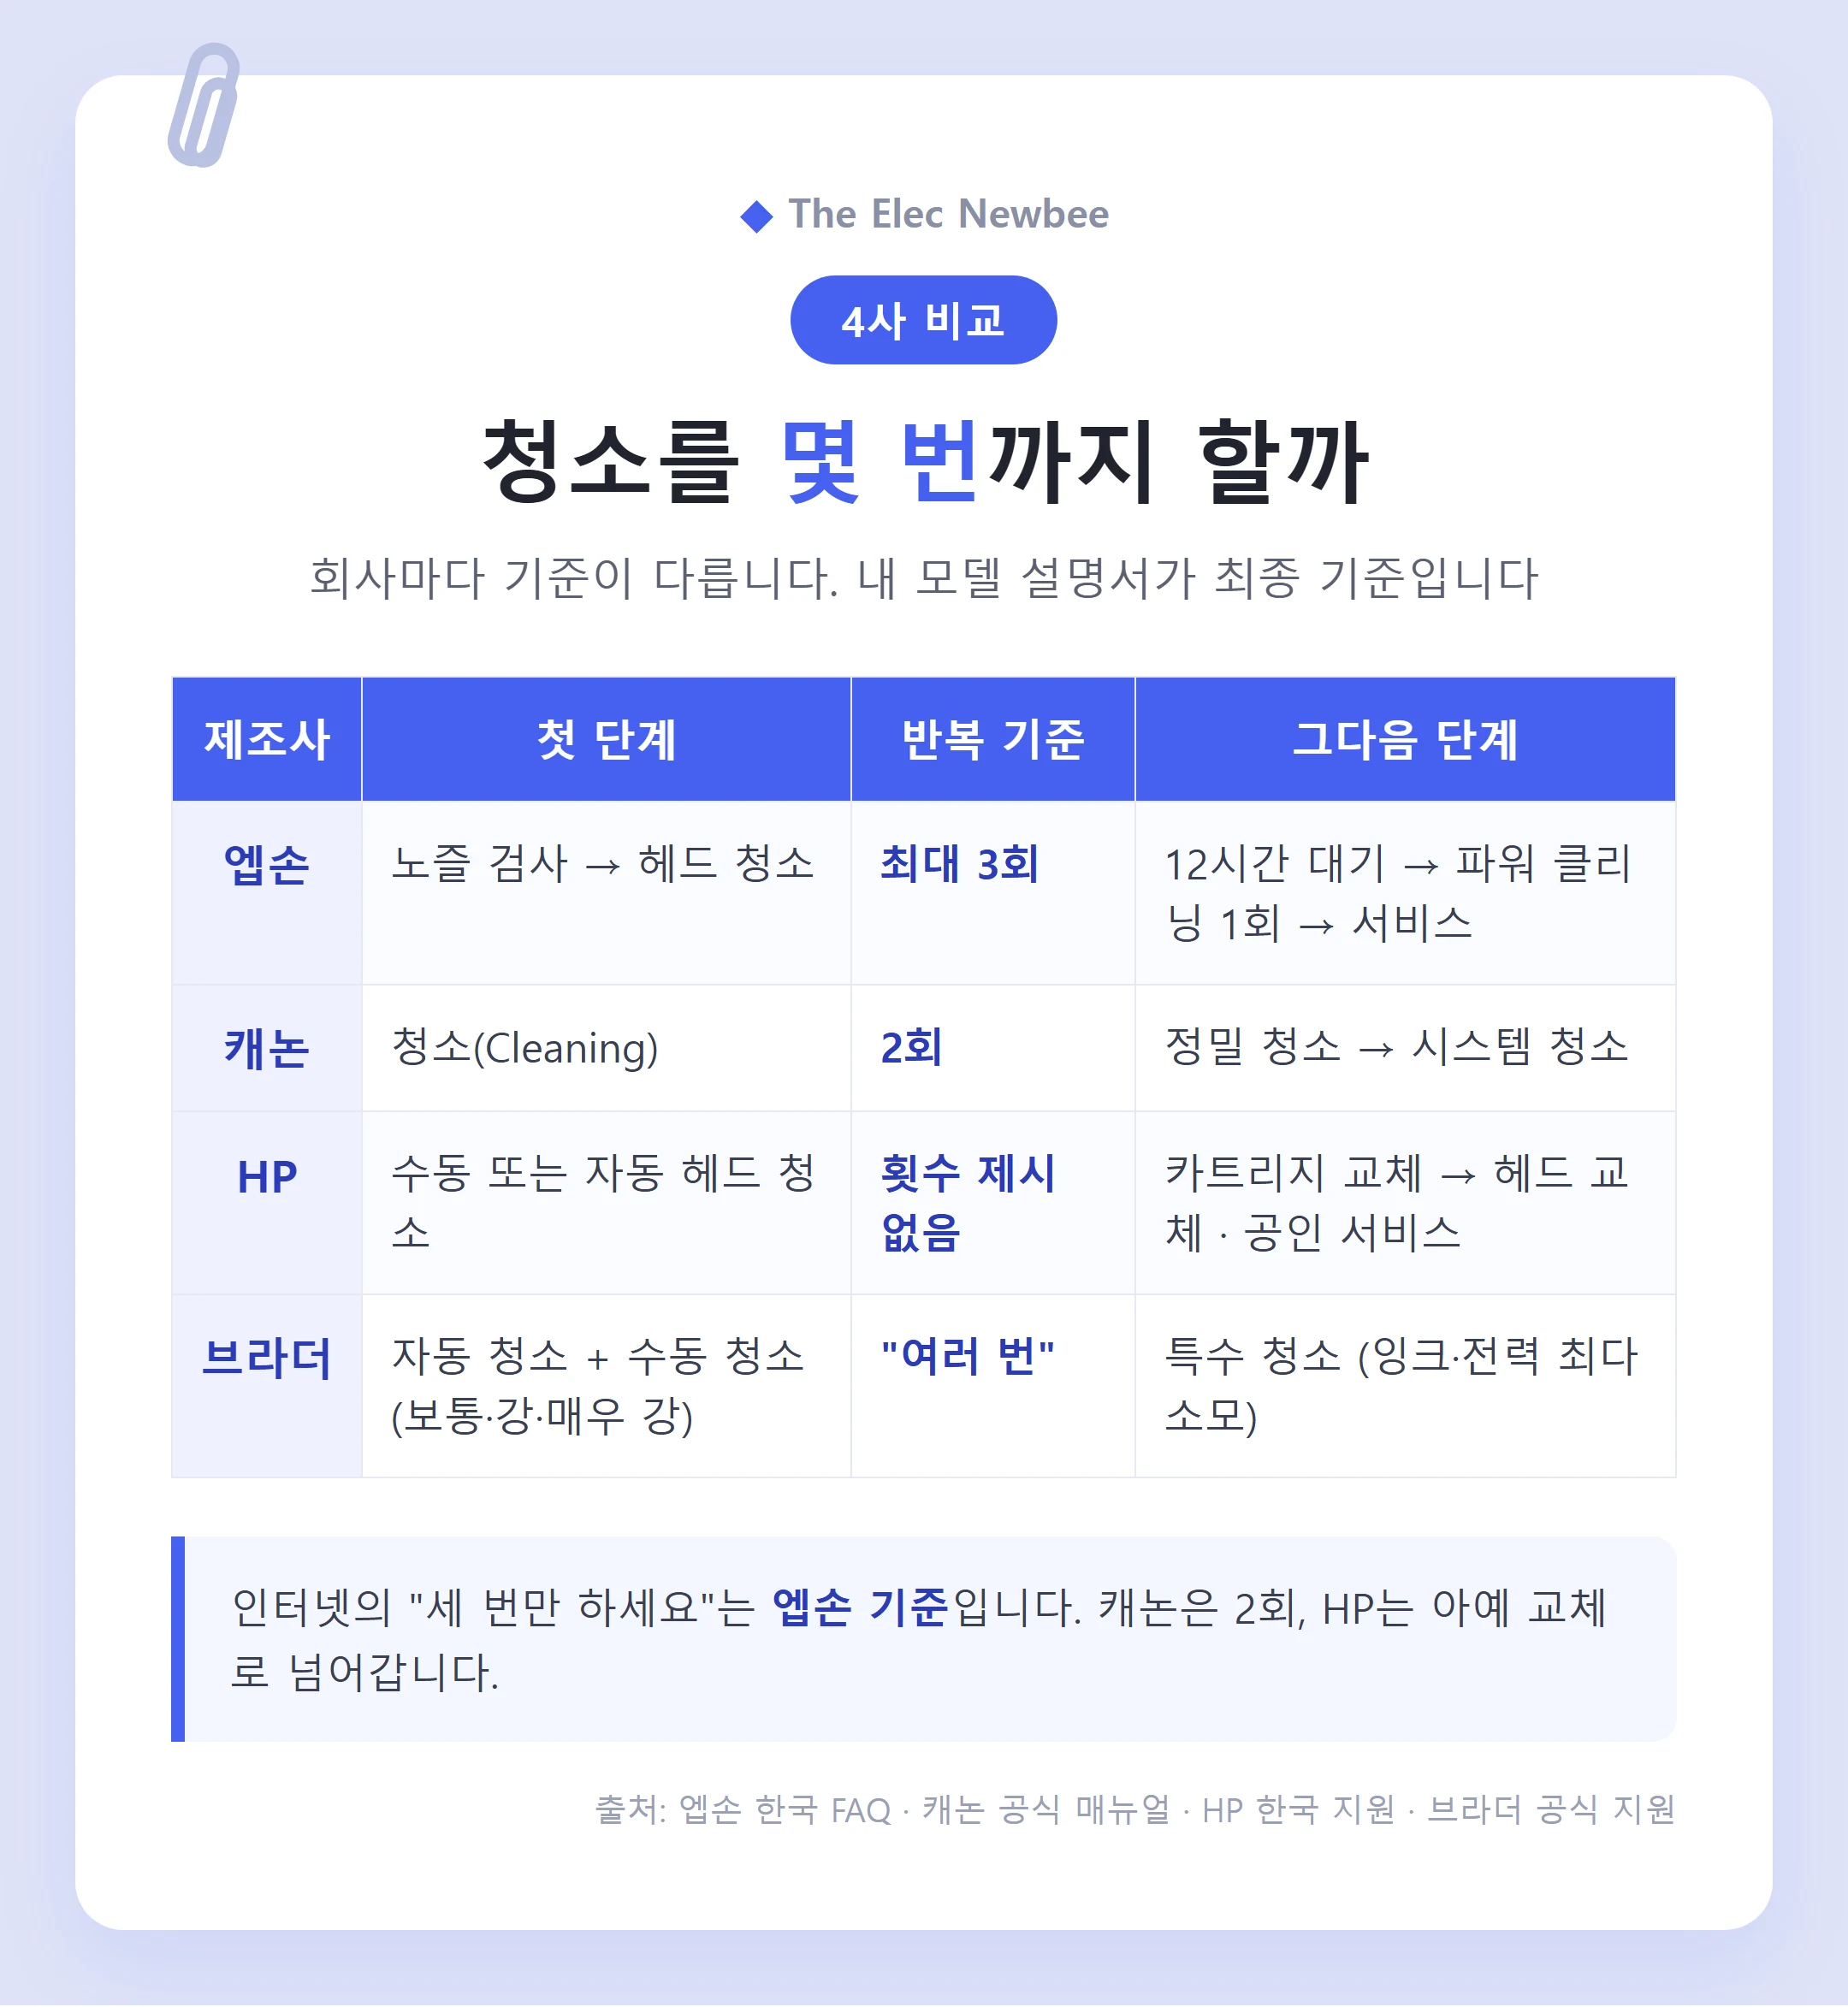 The Elec Newbee
4사 비교
청소를 몇 번까지 할까
회사마다 기준이 다릅니다. 내 모델 설명서가 최종 기준입니다
제조사 첫 단계 반복 기준 그다음 단계
엡손 노즐 검사 → 헤드 청소 최대 3회 12시간 대기 → 파워 클리
닝 1회 → 서비스
캐논 청소(Cleaning) 2회 정밀 청소 → 시스템 청소
HP 수동 또는 자동 헤드 청 횟수 제시 카트리지 교체 → 헤드 교
소 없음 체 · 공인 서비스
브라더 자동 청소 + 수동 청소 "여러 번" 특수 청소 (잉크·전력 최다
(보통·강·매우 강) 소모)
인터넷의 "세 번만 하세요"는 엡손 기준입니다. 캐논은 2회, HP는 아예 교체
로 넘어갑니다.
출처: 엡손 한국 FAQ · 캐논 공식 매뉴얼 · HP 한국 지원 · 브라더 공식 지원